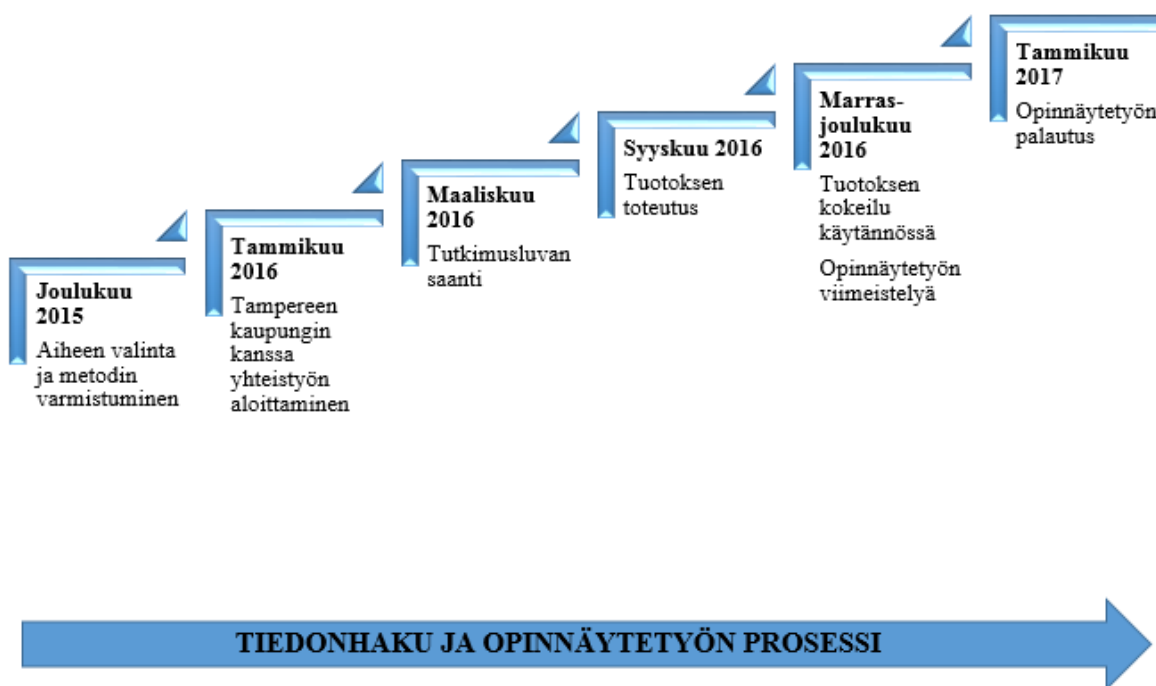 Joulukuu
2015
Aiheen valinta
ja metodin
varmistuminen
Tammikuu
2016
Tampereen
kaupungin
kanssa
yhteistyön
aloittaminen
Maaliskuu
2016
Tutkimusluvan
saanti
Syyskuu 2016
Tuotoksen
toteutus
Marras-
joulukuu
2016
Tuotoksen
kokeilu
käytännössä
Opinnäytetyön
viimeistelyä
Tammikuu
2017
Opinnäytetyön
palautus
TIEDONHAKU JA OPINNÄYTETYÖN PROSESSI